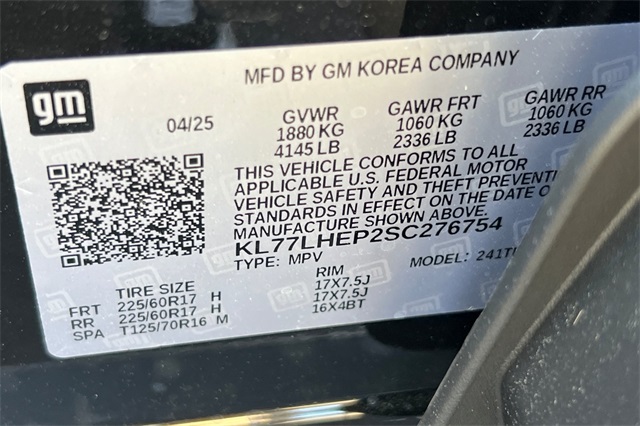 MFD BY GM KOREA COMPANY
gm
04/25
GVWR
1880 KG
4145 LB
GAWR FRT
1060 KG
2336 LB
GAWR RR
1060 KG
2336 LB
THIS VEHICLE CONFORMS TO ALL
APPLICABLE U.S. FEDERAL MOTOR
VEHICLE SAFETY AND THEFT PREVENTI
STANDARDS IN EFFECT ON THE DATE O
MANUFACTURE SHOWN ABOVE.
KL77LHEP2SC276754
TYPE: MPV
MODEL: 241T
TIRE SIZE
RIM
FRT 225/60R17 H 17X7.5J
RR 225/60R17 H 17X7.5J
SPA T125/70R16 M 16X4BT